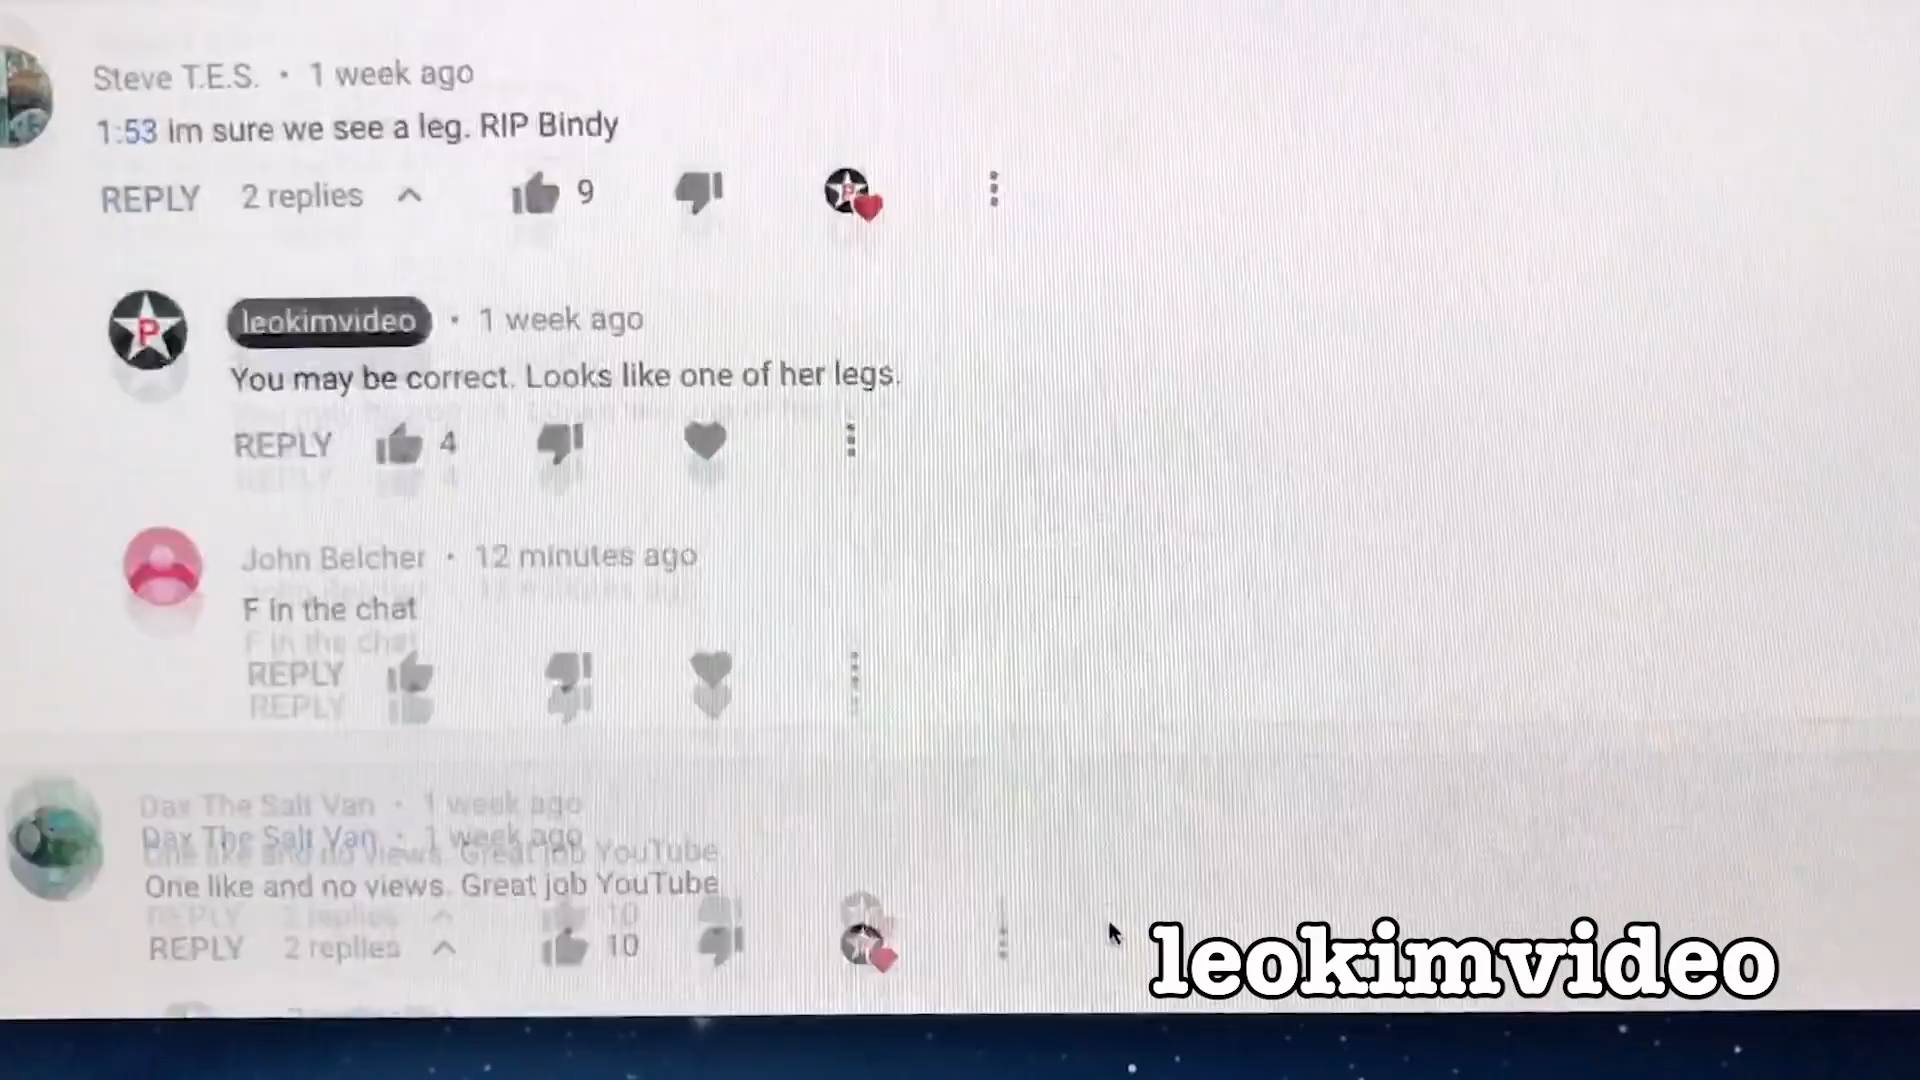 Steve T.E.S. • 1 week ago
1:53 Im sure we see a leg. RIP Bindy
REPLY 2 replies 9
P
P leokimvideo • 1 week ago
You may be correct. Looks like one of her legs.
REPLY 4
John Belcher • 12 minutes ago
F in the chat
REPLY
Dax The Salt Van • 1 week ago
One like and no views. Great job YouTube
REPLY 2 replies 10
leokimvideo